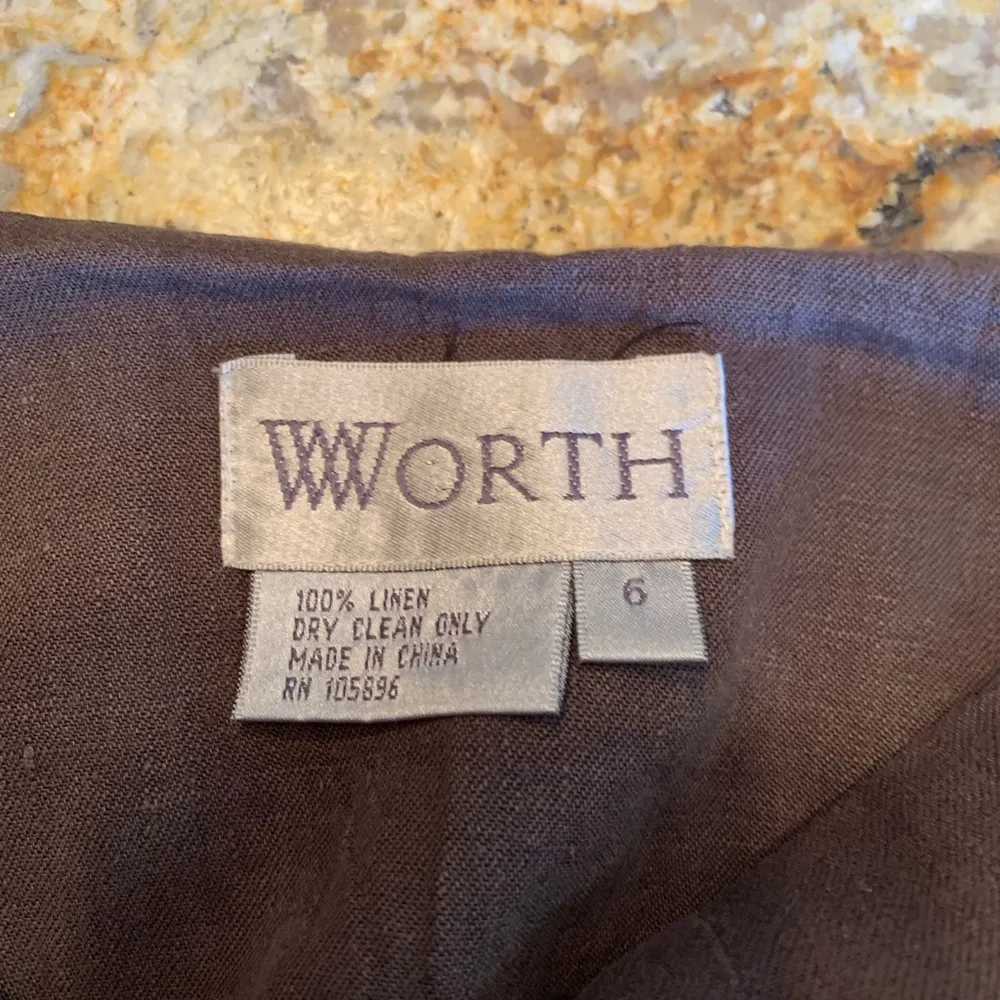 WORTH
100% LINEN
DRY CLEAN ONLY
MADE IN CHINA
RN 105896
6